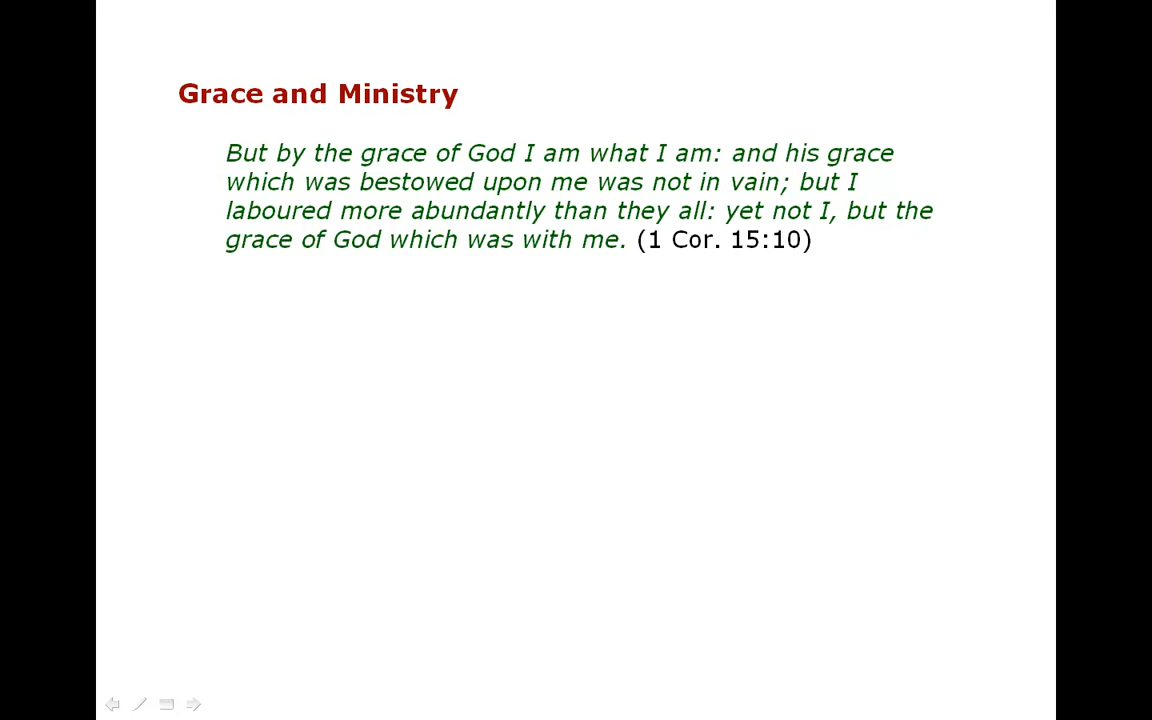 Grace and Ministry
But by the grace of God I am what I am: and his grace
which was bestowed upon me was not in vain; but I
laboured more abundantly than they all: yet not I, but the
grace of God which was with me. (1 Cor. 15:10)